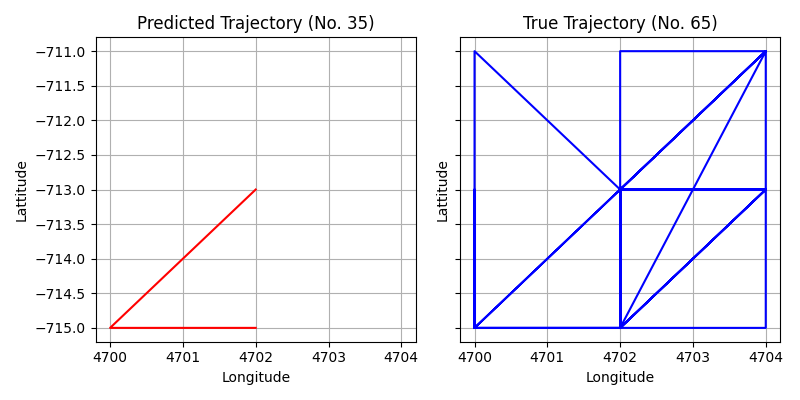 Predicted Trajectory (No. 35)
−711.0
−711.5
−712.0
−712.5
−713.0
−713.5
−714.0
−714.5
−715.0
Lattitude
4700 4701 4702 4703 4704
Longitude
True Trajectory (No. 65)
Lattitude
4700 4701 4702 4703 4704
Longitude